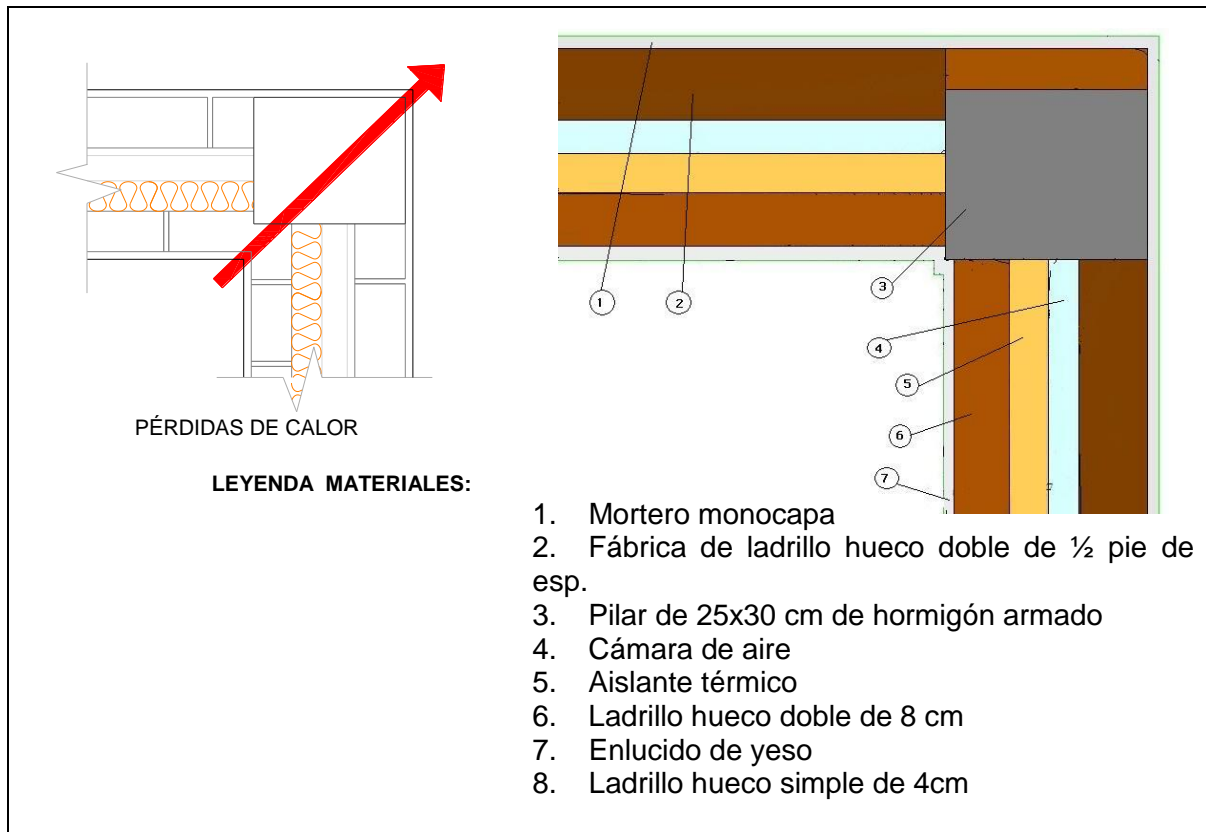 PÉRDIDAS DE CALOR
1
2
3
4
5
6
7
LEYENDA MATERIALES:
1. Mortero monocapa
2. Fábrica de ladrillo hueco doble de ½ pie de
esp.
3. Pilar de 25x30 cm de hormigón armado
4. Cámara de aire
5. Aislante térmico
6. Ladrillo hueco doble de 8 cm
7. Enlucido de yeso
8. Ladrillo hueco simple de 4cm